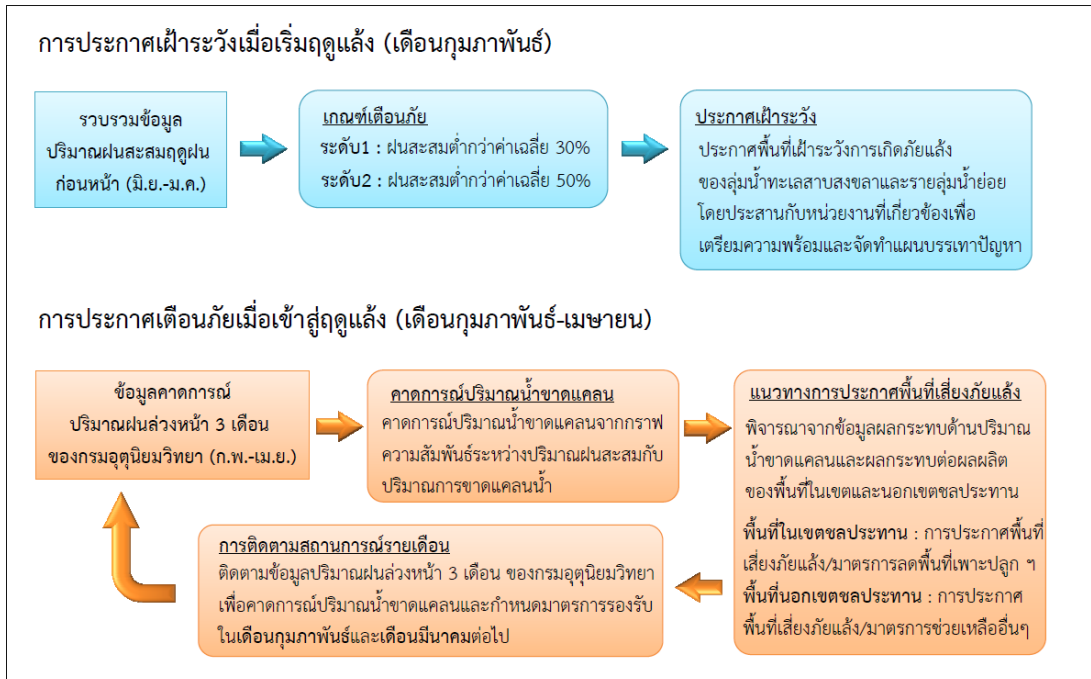 การประกาศเฝ้าระวังเมื่อเริ่มฤดูแล้ง (เดือนกุมภาพันธ์)
รวบรวมข้อมูล
ปริมาณฝนสะสมฤดูฝน
ก่อนหน้า (มิ.ย.-ม.ค.)
เกณฑ์เตือนภัย
ระดับ1 : ฝนสะสมต่ำกว่าค่าเฉลี่ย 30%
ระดับ2 : ฝนสะสมต่ำกว่าค่าเฉลี่ย 50%
ประกาศเฝ้าระวัง
ประกาศพื้นที่เฝ้าระวังการเกิดภัยแล้ง
ของลุ่มน้ำทะเลสาบสงขลาและรายลุ่มน้ำย่อย
โดยประสานกับหน่วยงานที่เกี่ยวข้องเพื่อ
เตรียมความพร้อมและจัดทำแผนบรรเทาปัญหา
การประกาศเตือนภัยเมื่อเข้าสู่ฤดูแล้ง (เดือนกุมภาพันธ์-เมษายน)
ข้อมูลคาดการณ์
ปริมาณฝนล่วงหน้า 3 เดือน
ของกรมอุตุนิยมวิทยา (ก.พ.-เม.ย.)
คาดการณ์ปริมาณน้ำขาดแคลน
คาดการณ์ปริมาณน้ำขาดแคลนจากกราฟ
ความสัมพันธ์ระหว่างปริมาณฝนสะสมกับ
ปริมาณการขาดแคลนน้ำ
แนวทางการประกาศพื้นที่เสี่ยงภัยแล้ง
พิจารณาจากข้อมูลผลกระทบด้านปริมาณ
น้ำขาดแคลนและผลกระทบต่อผลผลิต
ของพื้นที่ในเขตและนอกเขตชลประทาน
พื้นที่ในเขตชลประทาน : การประกาศพื้นที่
เสี่ยงภัยแล้ง/มาตรการลดพื้นที่เพาะปลูก ฯ
พื้นที่นอกเขตชลประทาน : การประกาศ
พื้นที่เสี่ยงภัยแล้ง/มาตรการช่วยเหลืออื่นๆ
การติดตามสถานการณ์รายเดือน
ติดตามข้อมูลปริมาณฝนล่วงหน้า 3 เดือน ของกรมอุตุนิยมวิทยา
เพื่อคาดการณ์ปริมาณน้ำขาดแคลนและกำหนดมาตรการรองรับ
ในเดือนกุมภาพันธ์และเดือนมีนาคมต่อไป